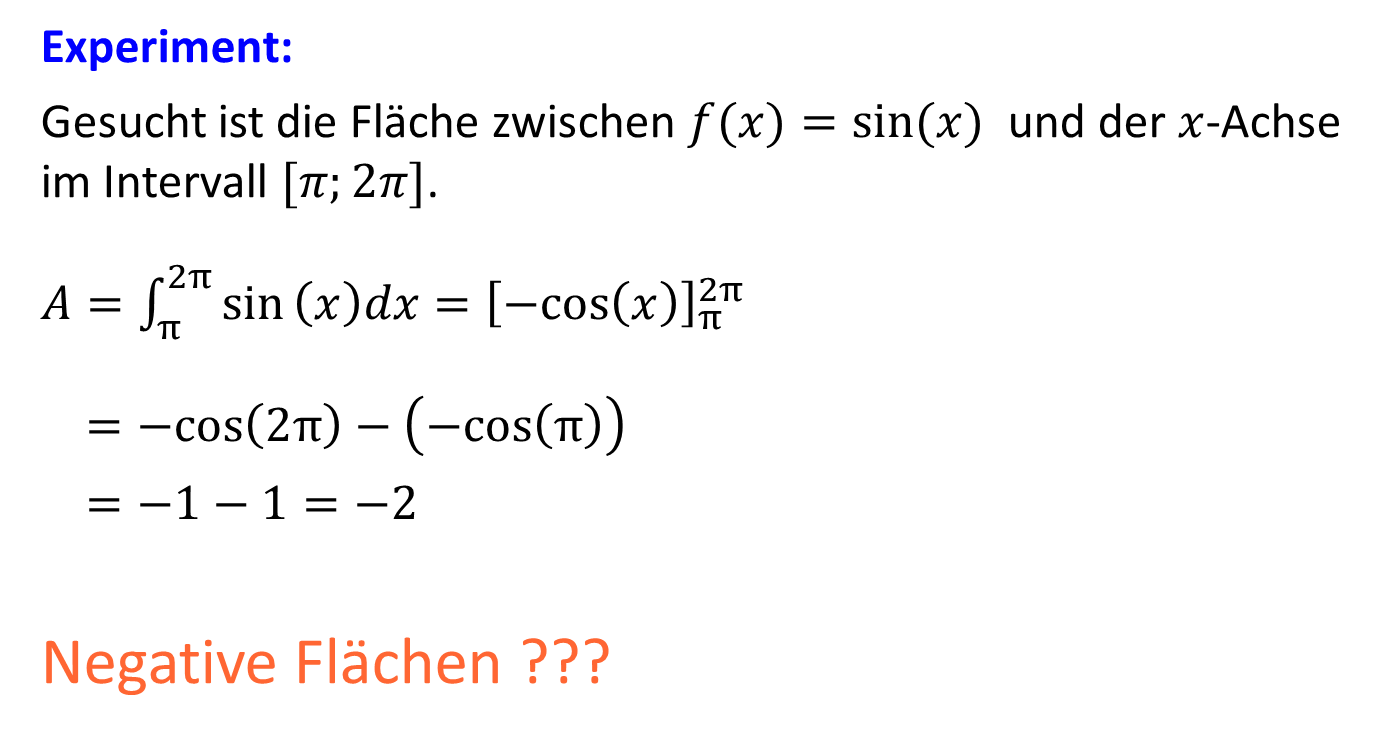 Experiment:
Gesucht ist die Fläche zwischen f(x) = sin(x) und der x-Achse
im Intervall [π; 2π].
A = ∫_π^{2π} sin (x)dx = [−cos(x)]_π^{2π}
= −cos(2π) − (−cos(π))
= −1 − 1 = −2
Negative Flächen ???